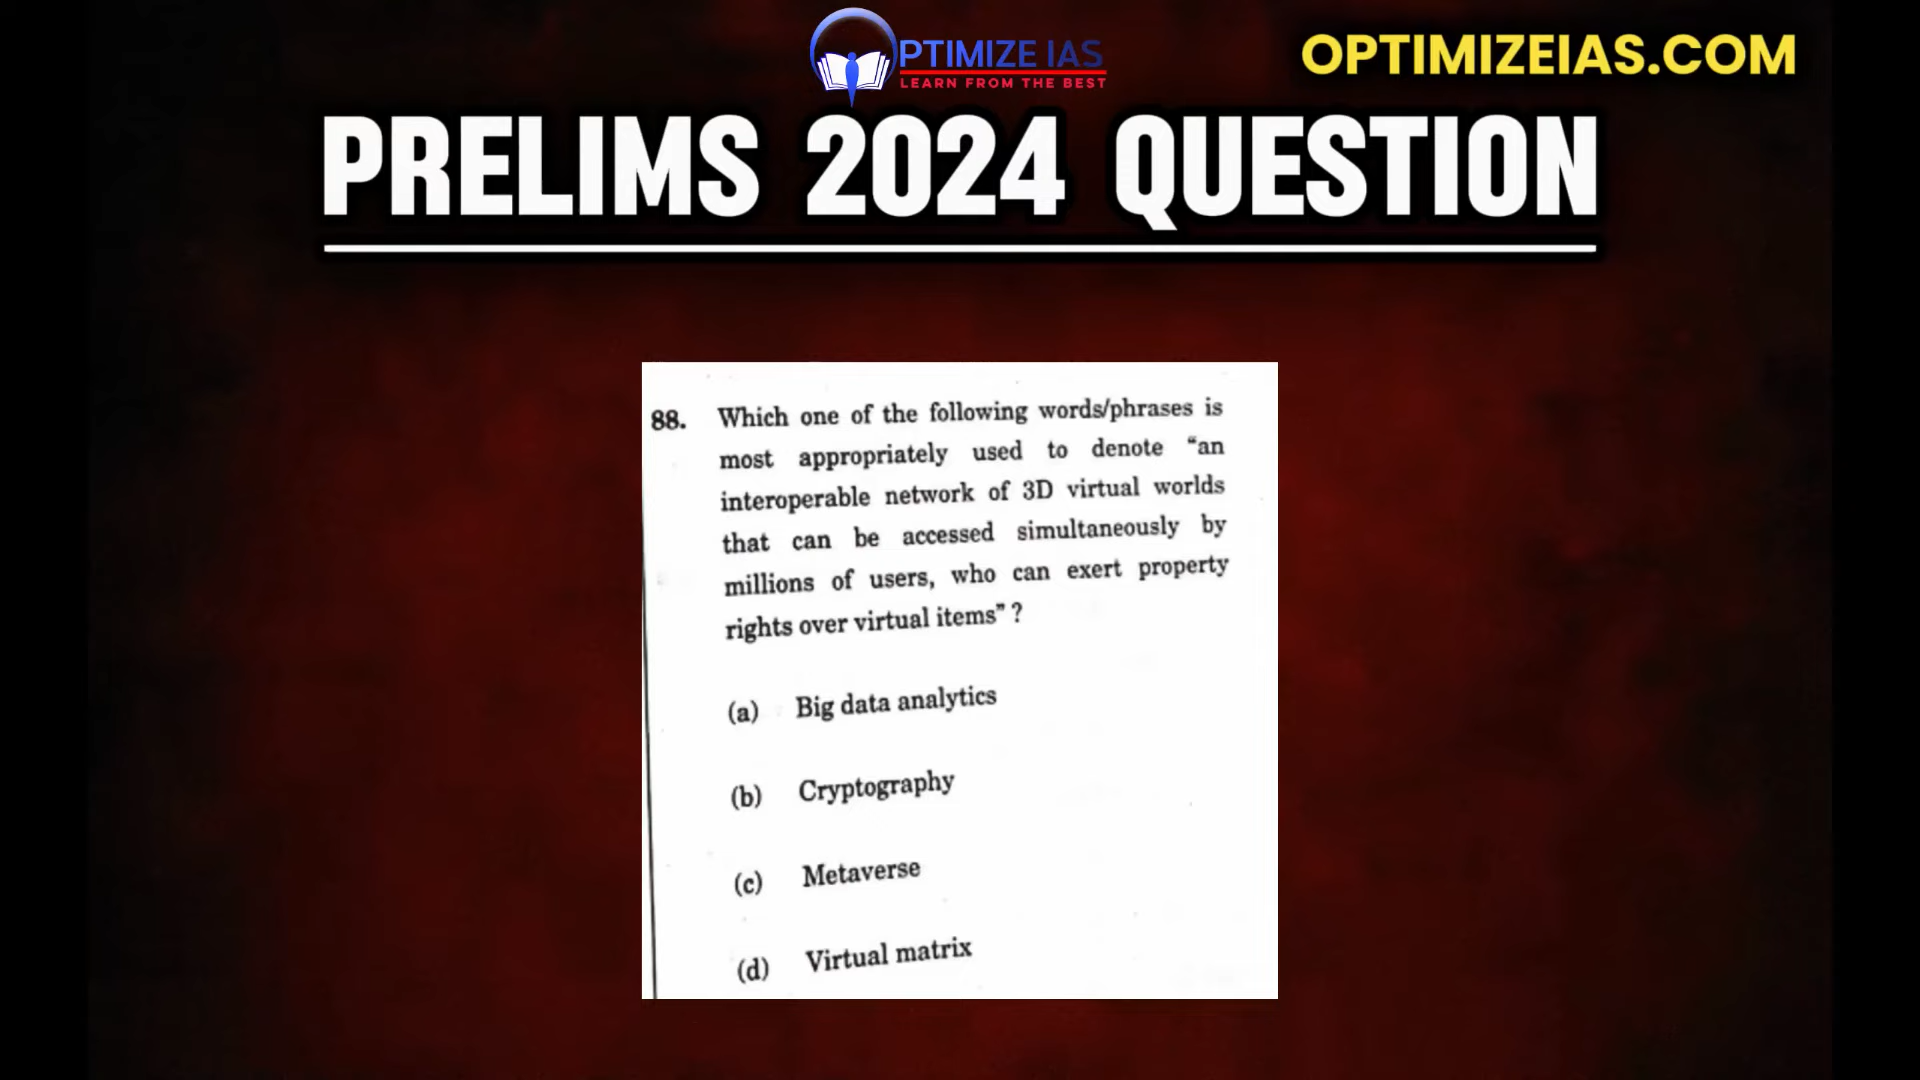 PTIMIZE IAS
LEARN FROM THE BEST
OPTIMIZEIAS.COM
PRELIMS 2024 QUESTION
88. Which one of the following words/phrases is
most appropriately used to denote “an
interoperable network of 3D virtual worlds
that can be accessed simultaneously by
millions of users, who can exert property
rights over virtual items” ?
(a) Big data analytics
(b) Cryptography
(c) Metaverse
(d) Virtual matrix